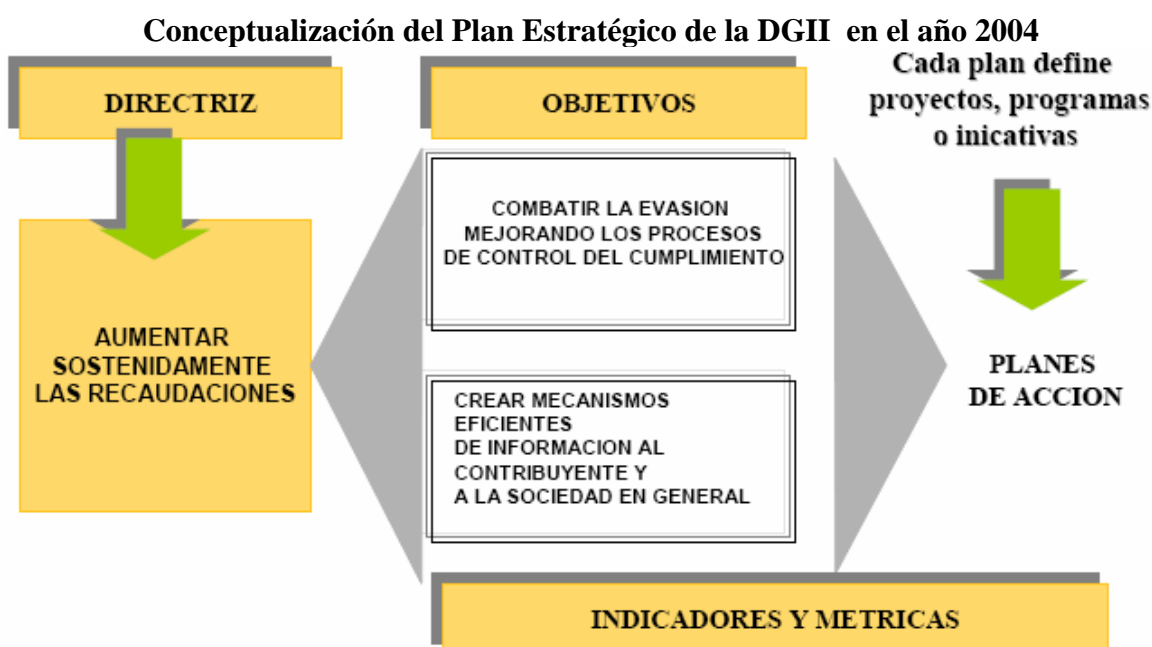 Conceptualización del Plan Estratégico de la DGII en el año 2004
DIRECTRIZ
AUMENTAR
SOSTENIDAMENTE
LAS RECAUDACIONES
OBJETIVOS
COMBATIR LA EVASION
MEJORANDO LOS PROCESOS
DE CONTROL DEL CUMPLIMIENTO
CREAR MECANISMOS
EFICIENTES
DE INFORMACION AL
CONTRIBUYENTE Y
A LA SOCIEDAD EN GENERAL
Cada plan define
proyectos, programas
o inicativas
PLANES
DE ACCION
INDICADORES Y METRICAS